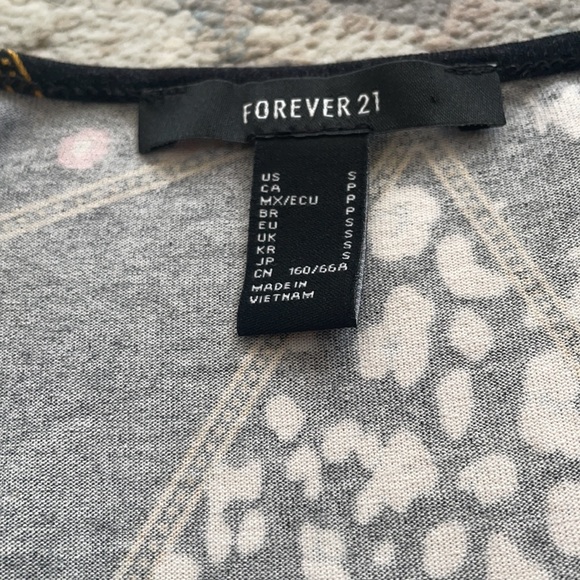 FOREVER 21
US S
CA P
MX/ECU P
BR P
EU S
UK S
KR S
JP S
CN 160/66A
MADE IN
VIETNAM